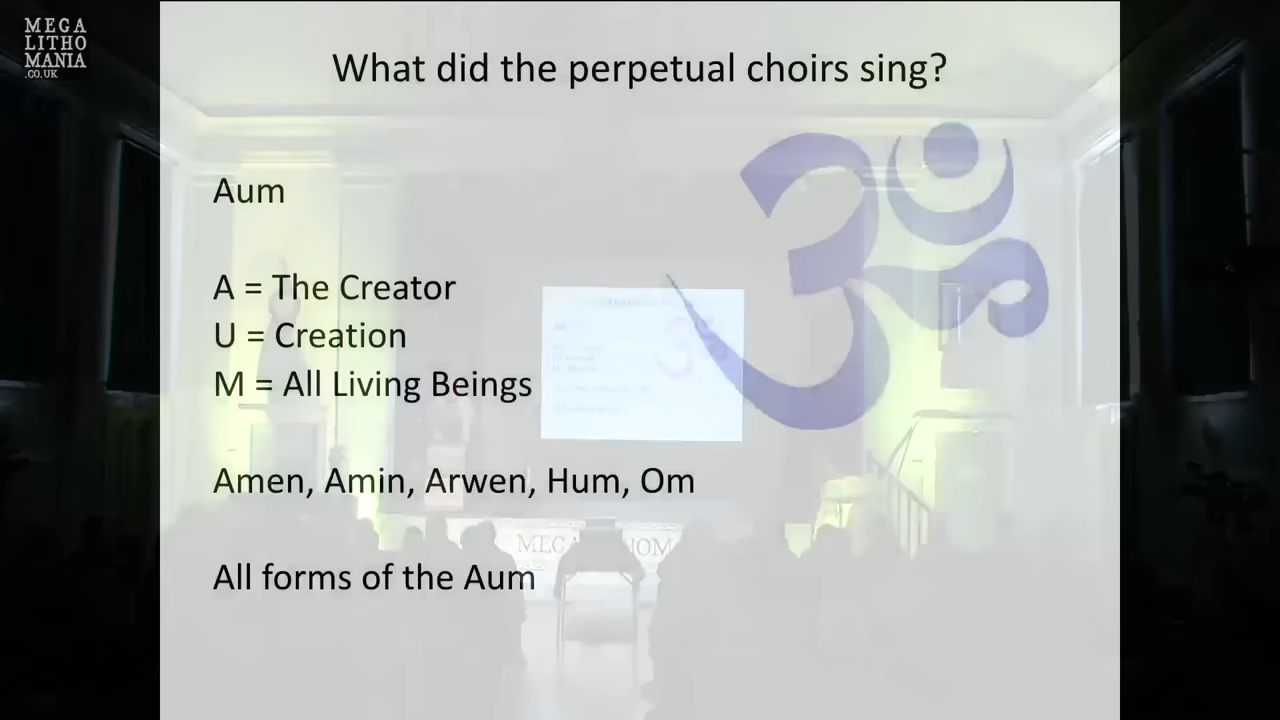 MEGA
LITHO
MANIA
.CO.UK
What did the perpetual choirs sing?
Aum
A = The Creator
U = Creation
M = All Living Beings
Amen, Amin, Arwen, Hum, Om
All forms of the Aum
ॐ